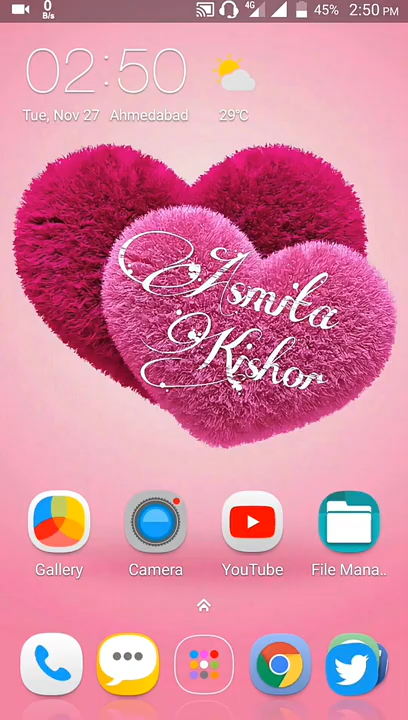 0
B/s
4G
45% 2:50 PM
02:50
Tue, Nov 27 Ahmedabad 29°C
Asmita
Kishor
Gallery Camera YouTube File Mana..